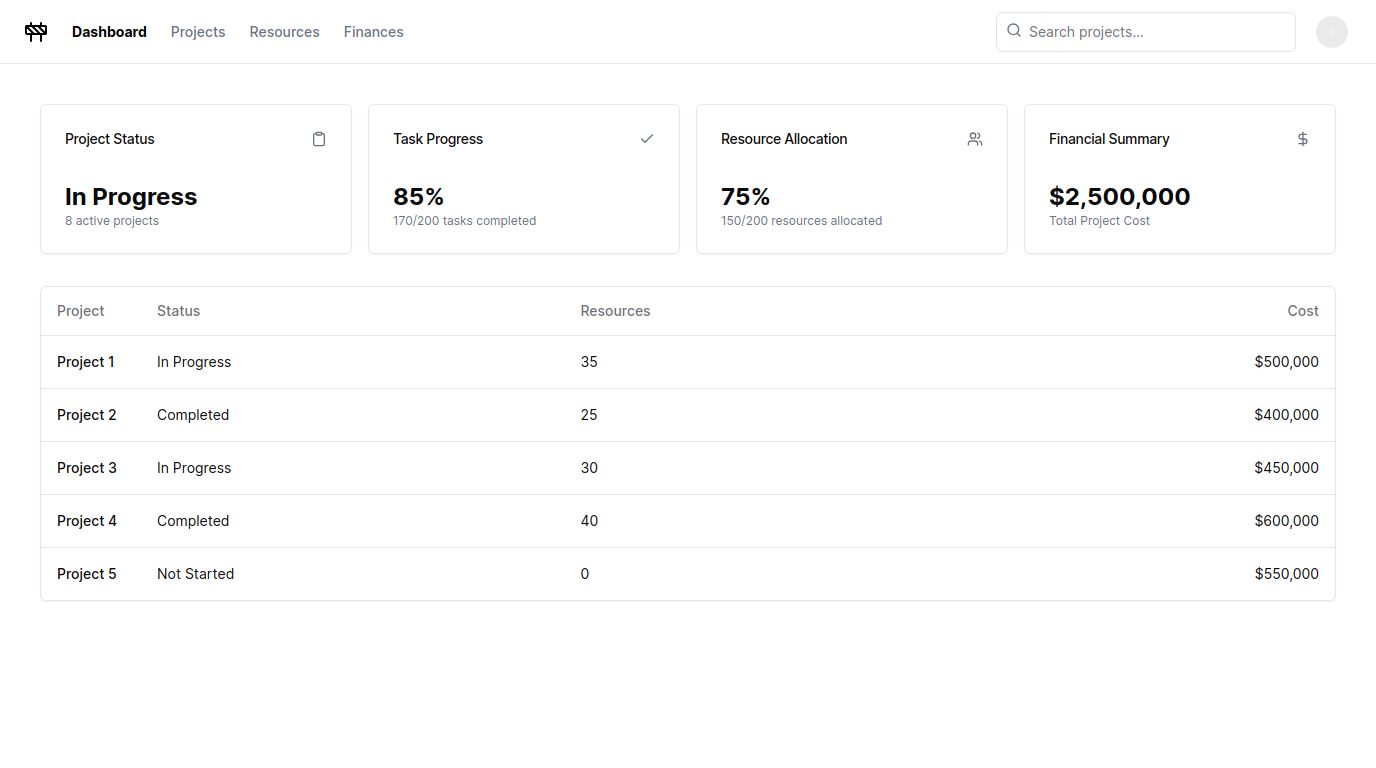 Dashboard Projects Resources Finances Search projects...
Project Status
In Progress
8 active projects
Task Progress
85%
170/200 tasks completed
Resource Allocation
75%
150/200 resources allocated
Financial Summary
$2,500,000
Total Project Cost
Project Status Resources Cost
Project 1 In Progress 35 $500,000
Project 2 Completed 25 $400,000
Project 3 In Progress 30 $450,000
Project 4 Completed 40 $600,000
Project 5 Not Started 0 $550,000